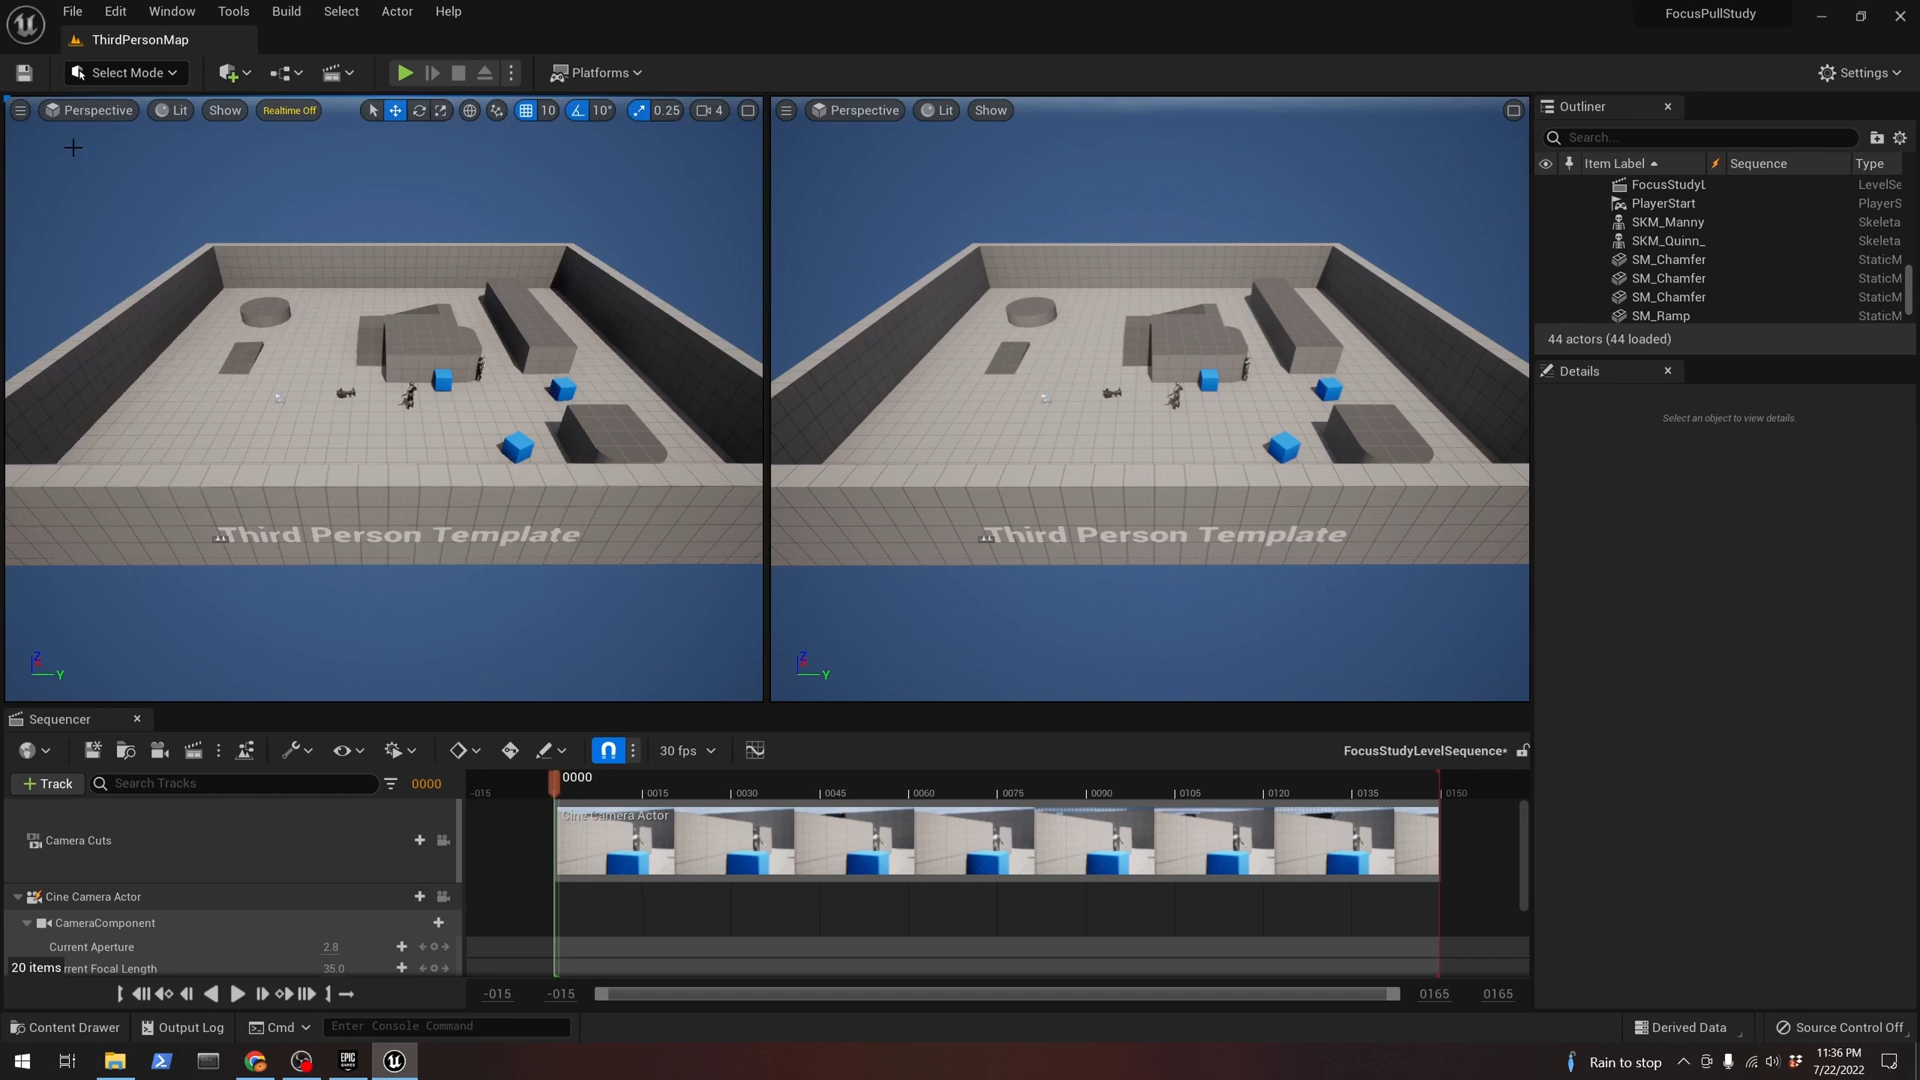 File Edit Window Tools Build Select Actor Help
FocusPullStudy
ThirdPersonMap
Select Mode
Platforms
Settings
Perspective Lit Show Realtime Off 10 10° 0.25 4
Perspective Lit Show
Third Person Template
Third Person Template
Z
Y
Z
Y
Outliner
Search...
Item Label Sequence Type
FocusStudyL LevelSe
PlayerStart PlayerS
SKM_Manny Skeleta
SKM_Quinn_ Skeleta
SM_Chamfer StaticM
SM_Chamfer StaticM
SM_Chamfer StaticM
SM_Ramp StaticM
44 actors (44 loaded)
Details
Select an object to view details.
Sequencer
30 fps
FocusStudyLevelSequence*
Track
Search Tracks
0000
0000
-015 0015 0030 0045 0060 0075 0090 0105 0120 0135 0150
Cine Camera Actor
Camera Cuts
Cine Camera Actor
CameraComponent
Current Aperture 2.8
20 items
rrent Focal Length 35.0
-015 -015 0165 0165
Content Drawer Output Log Cmd Enter Console Command
Derived Data Source Control Off
EPIC GAMES
Rain to stop
11:36 PM
7/22/2022